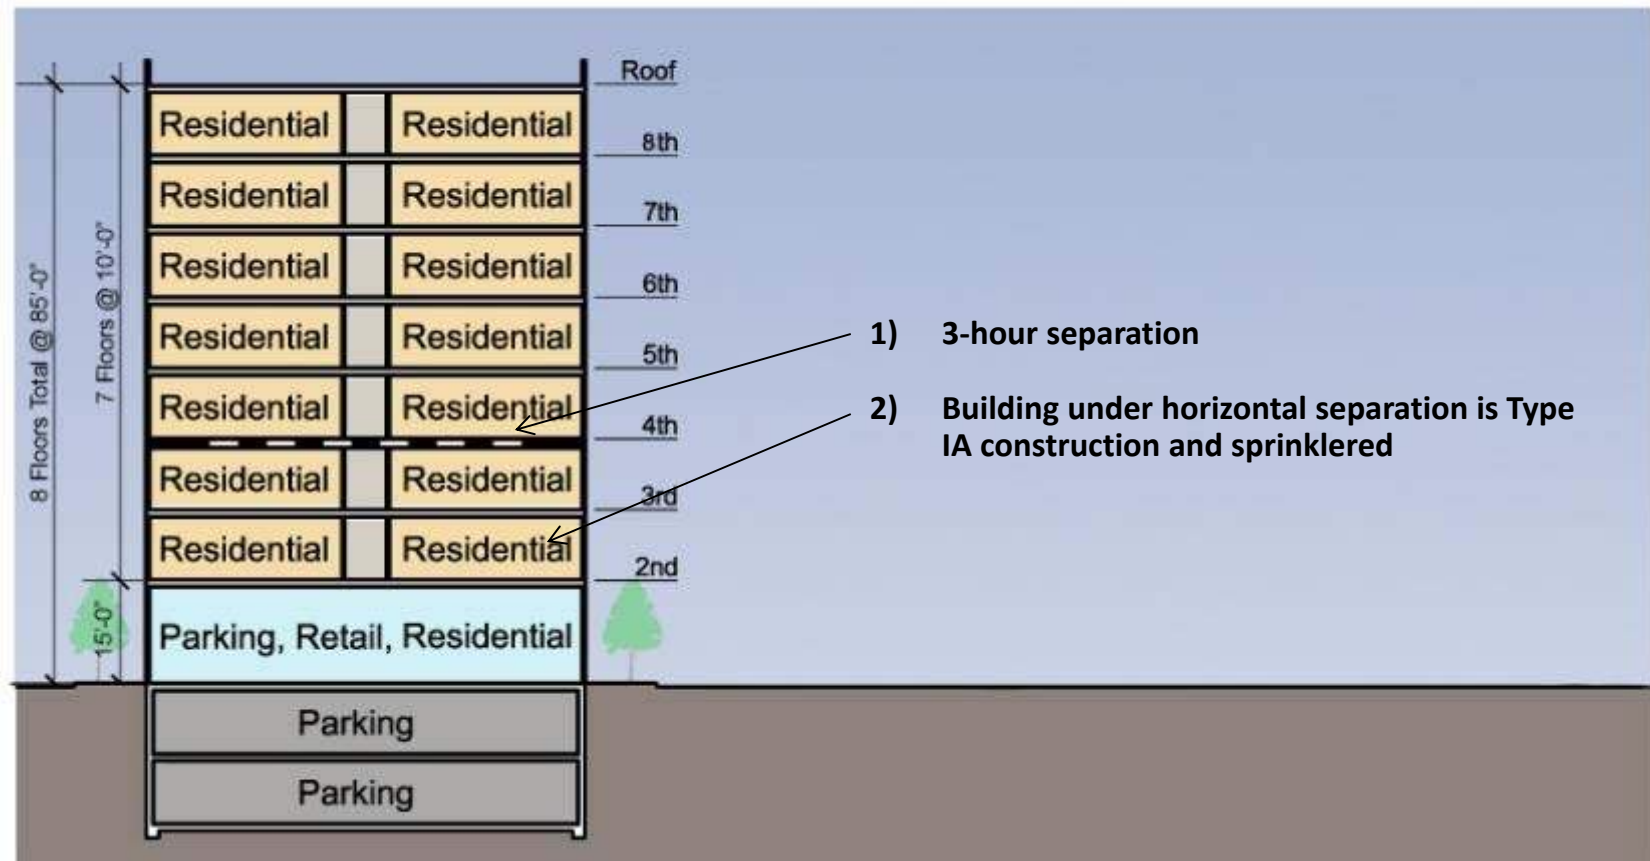 Roof
Residential Residential
8th
Residential Residential
7th
Residential Residential
6th
Residential Residential
5th
Residential Residential
4th
Residential Residential
3rd
Residential Residential
2nd
Parking, Retail, Residential
Parking
Parking
8 Floors Total @ 85'-0"
7 Floors @ 10'-0"
15'-0"
1) 3-hour separation
2) Building under horizontal separation is Type
IA construction and sprinklered